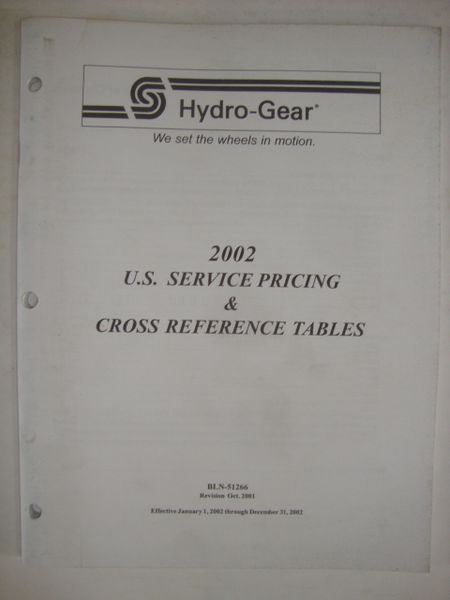 Hydro-Gear®
We set the wheels in motion.
2002
U.S. SERVICE PRICING
&
CROSS REFERENCE TABLES
BLN-51266
Revision Oct. 2001
Effective January 1, 2002 through December 31, 2002